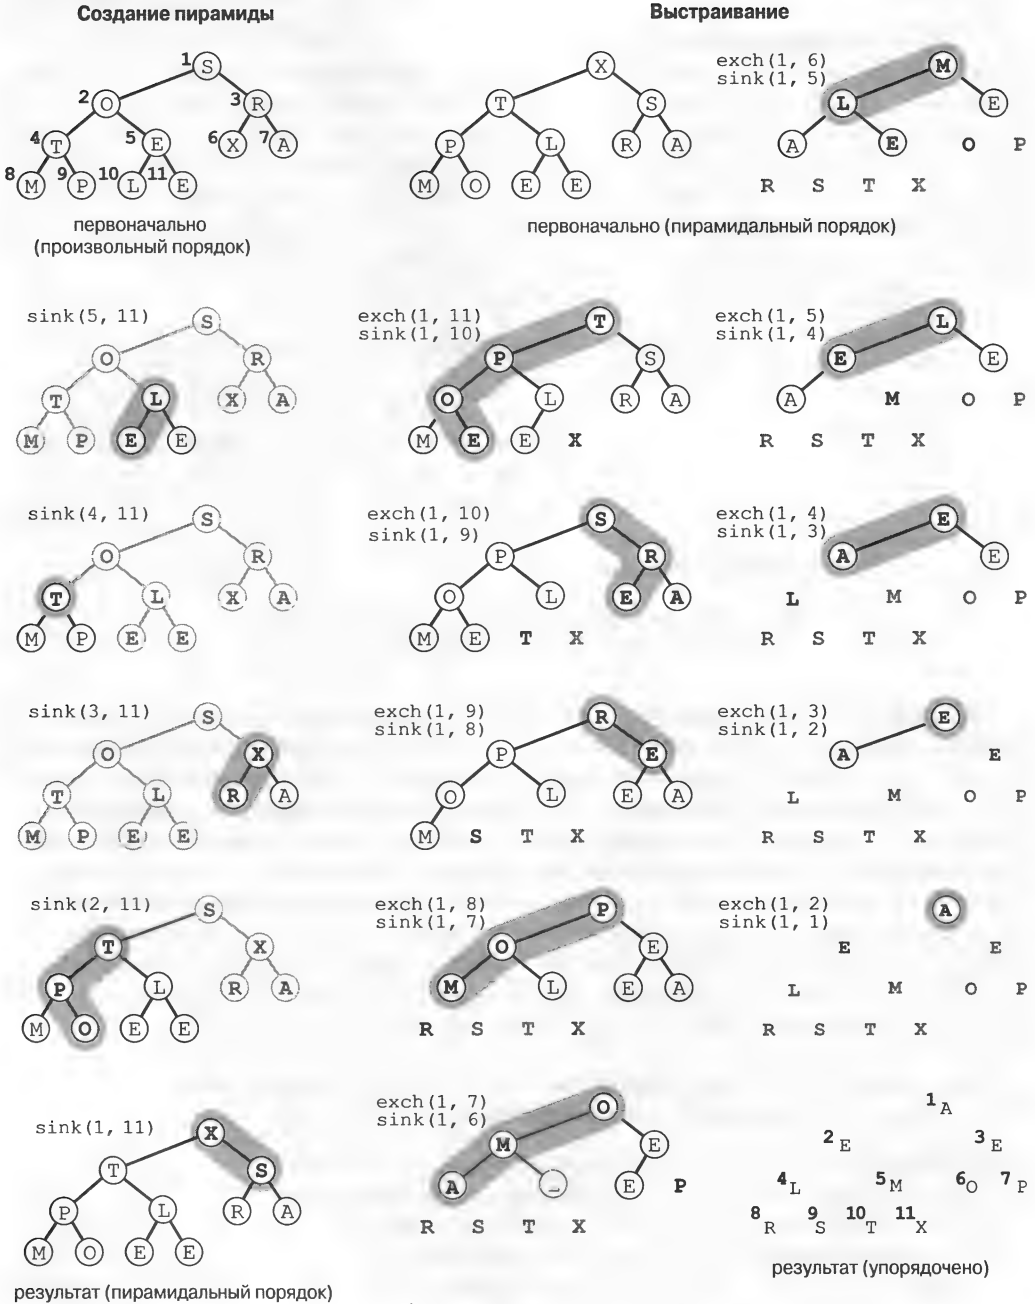 Создание пирамиды
1 S
2 O 3 R
4 T 5 E 6 X 7 A
8 M 9 P 10 L 11 E
первоначально
(произвольный порядок)
sink(5, 11)
S
O R
T L X A
M P E E
sink(4, 11)
S
O R
T L X A
M P E E
sink(3, 11)
S
O X
T L R A
M P E E
sink(2, 11)
S
T X
P L R A
M O E E
sink(1, 11)
X
T S
P L R A
M O E E
результат (пирамидальный порядок)
Выстраивание
X
T S
P L R A
M O E E
первоначально (пирамидальный порядок)
exch(1, 11)
sink(1, 10)
T
P S
O L R A
M E E X
exch(1, 10)
sink(1, 9)
S
P R
O L E A
M E T X
exch(1, 9)
sink(1, 8)
R
P E
O L E A
M S T X
exch(1, 8)
sink(1, 7)
P
O E
M L E A
R S T X
exch(1, 7)
sink(1, 6)
O
M E
A E P
R S T X
exch(1, 6)
sink(1, 5)
M
L E
A E O P
R S T X
exch(1, 5)
sink(1, 4)
L
E E
A M O P
R S T X
exch(1, 4)
sink(1, 3)
E
A E
L M O P
R S T X
exch(1, 3)
sink(1, 2)
E
A E
L M O P
R S T X
exch(1, 2)
sink(1, 1)
A
E E
L M O P
R S T X
1 A
2 E 3 E
4 L 5 M 6 O 7 P
8 R 9 S 10 T 11 X
результат (упорядочено)